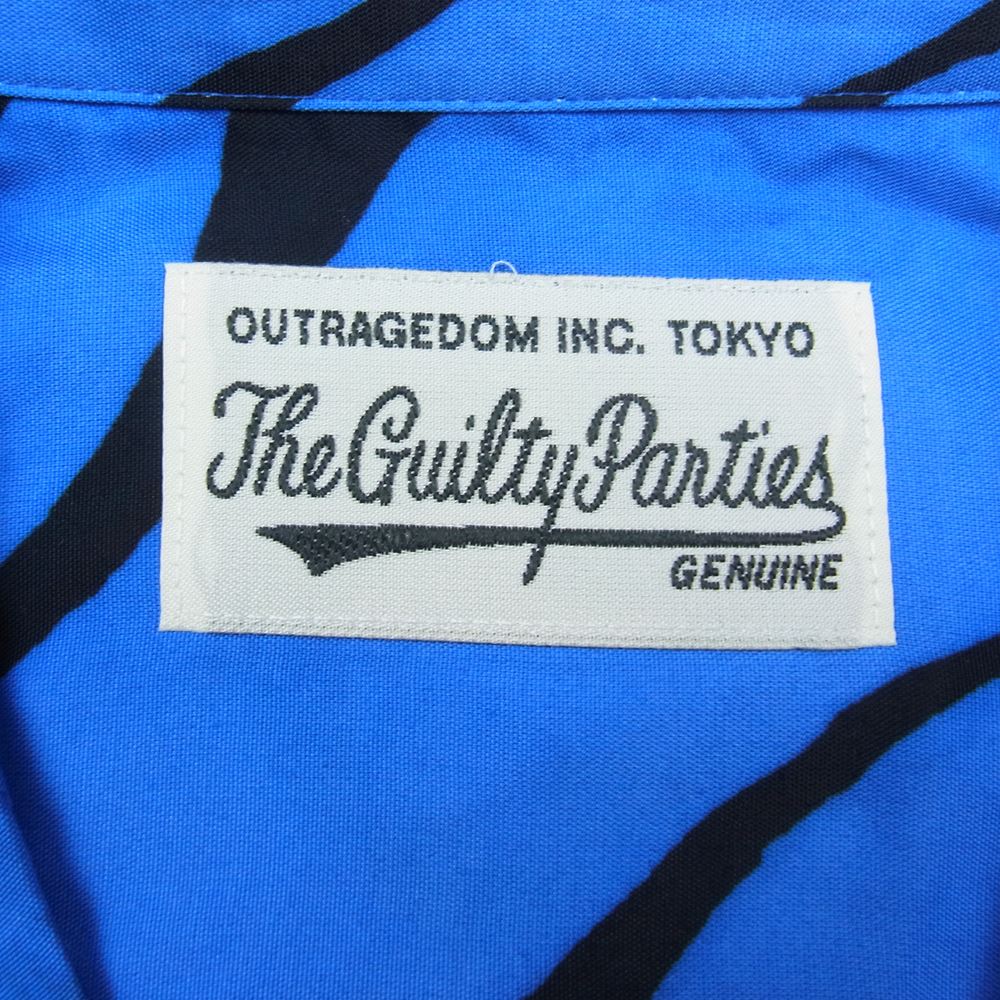 OUTRAGEDOM INC. TOKYO
The Guilty Parties
GENUINE